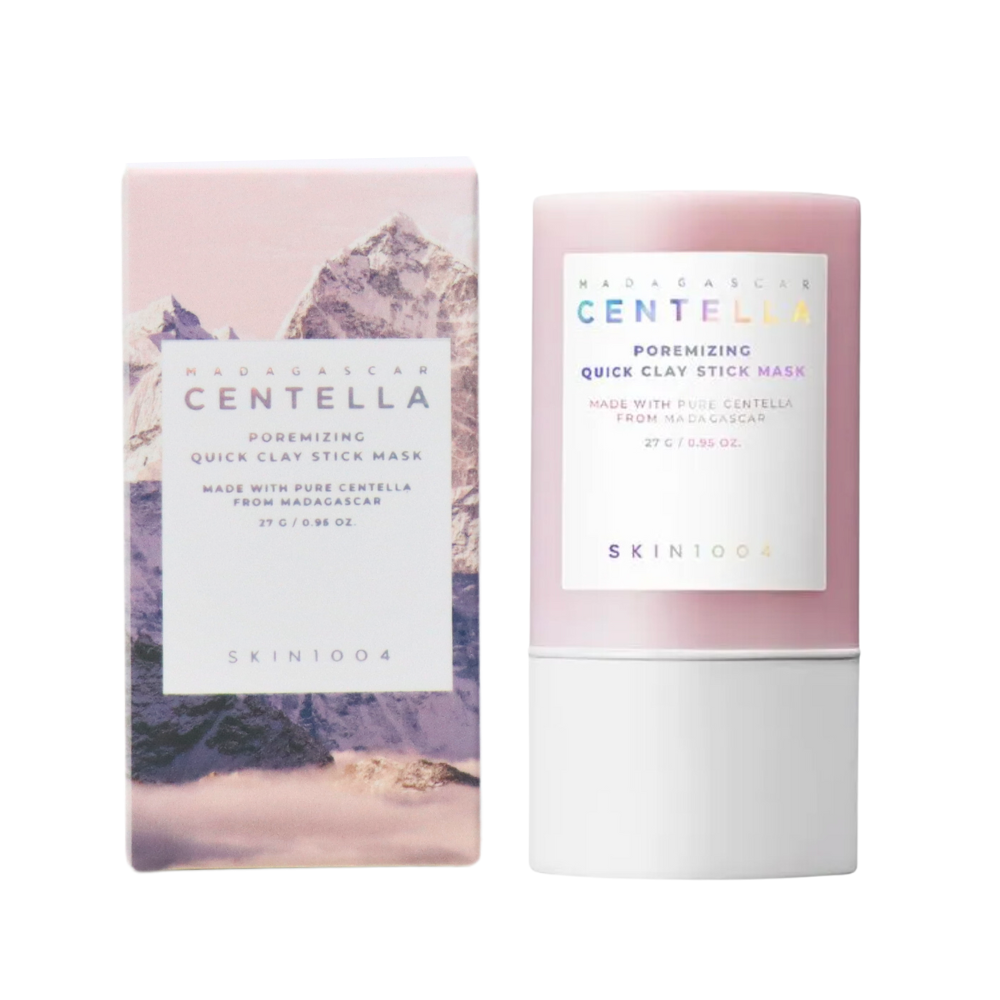 MADAGASCAR
CENTELLA
POREMIZING
QUICK CLAY STICK MASK
MADE WITH PURE CENTELLA
FROM MADAGASCAR
27 G / 0.95 OZ.
SKIN1004
MADAGASCAR
CENTELLA
POREMIZING
QUICK CLAY STICK MASK
MADE WITH PURE CENTELLA
FROM MADAGASCAR
27 G / 0.95 OZ.
SKIN1004